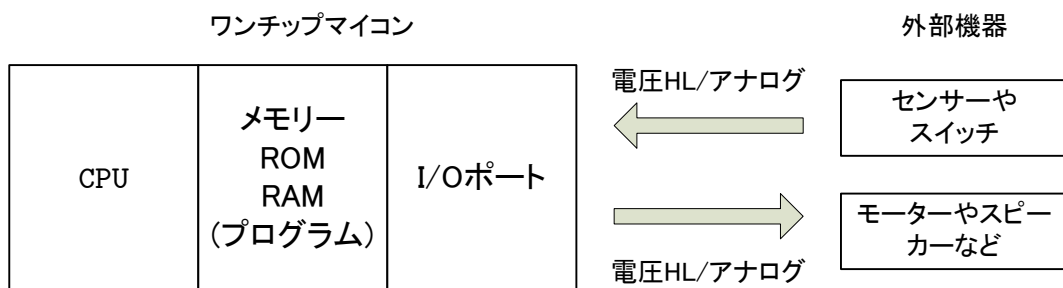 ワンチップマイコン
外部機器
CPU
メモリー
ROM
RAM
(プログラム)
I/Oポート
電圧HL/アナログ
センサーや
スイッチ
電圧HL/アナログ
モーターやスピー
カーなど